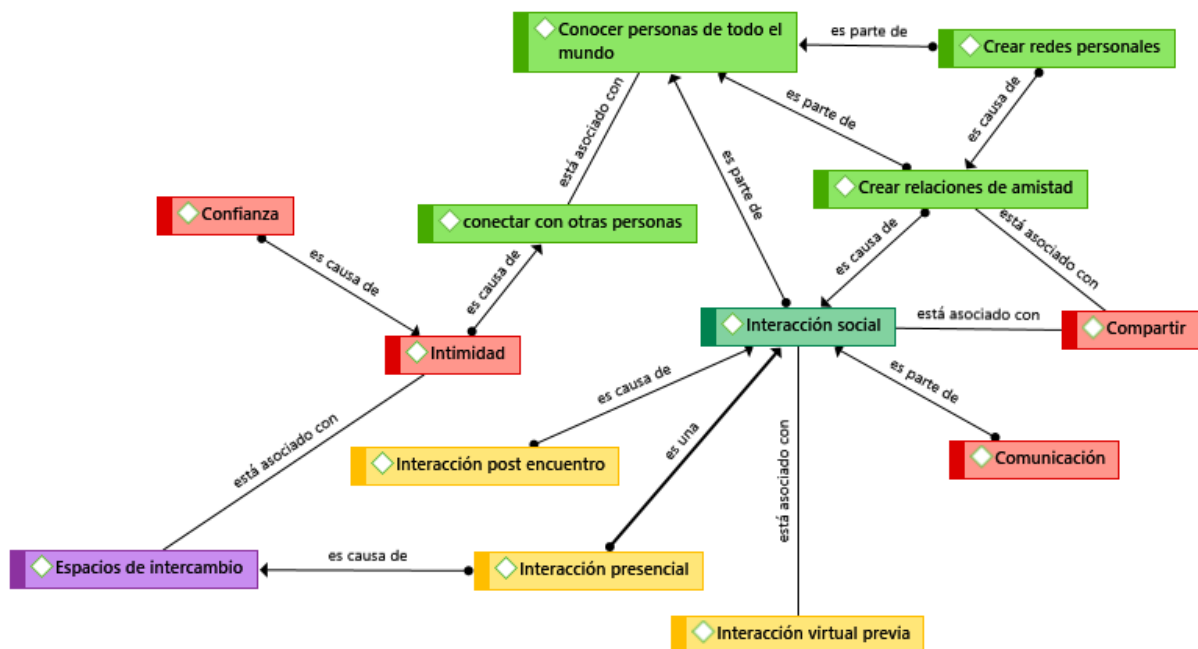 Conocer personas de todo el
mundo
es parte de
Crear redes personales
es causa de
es parte de
está asociado con
es parte de
Crear relaciones de amistad
Confianza
conectar con otras personas
es causa de
es causa de
es causa de
está asociado con
Interacción social
está asociado con
Compartir
Intimidad
es causa de
es parte de
está asociado con
es una
está asociado con
Interacción post encuentro
Comunicación
Espacios de intercambio
es causa de
Interacción presencial
Interacción virtual previa